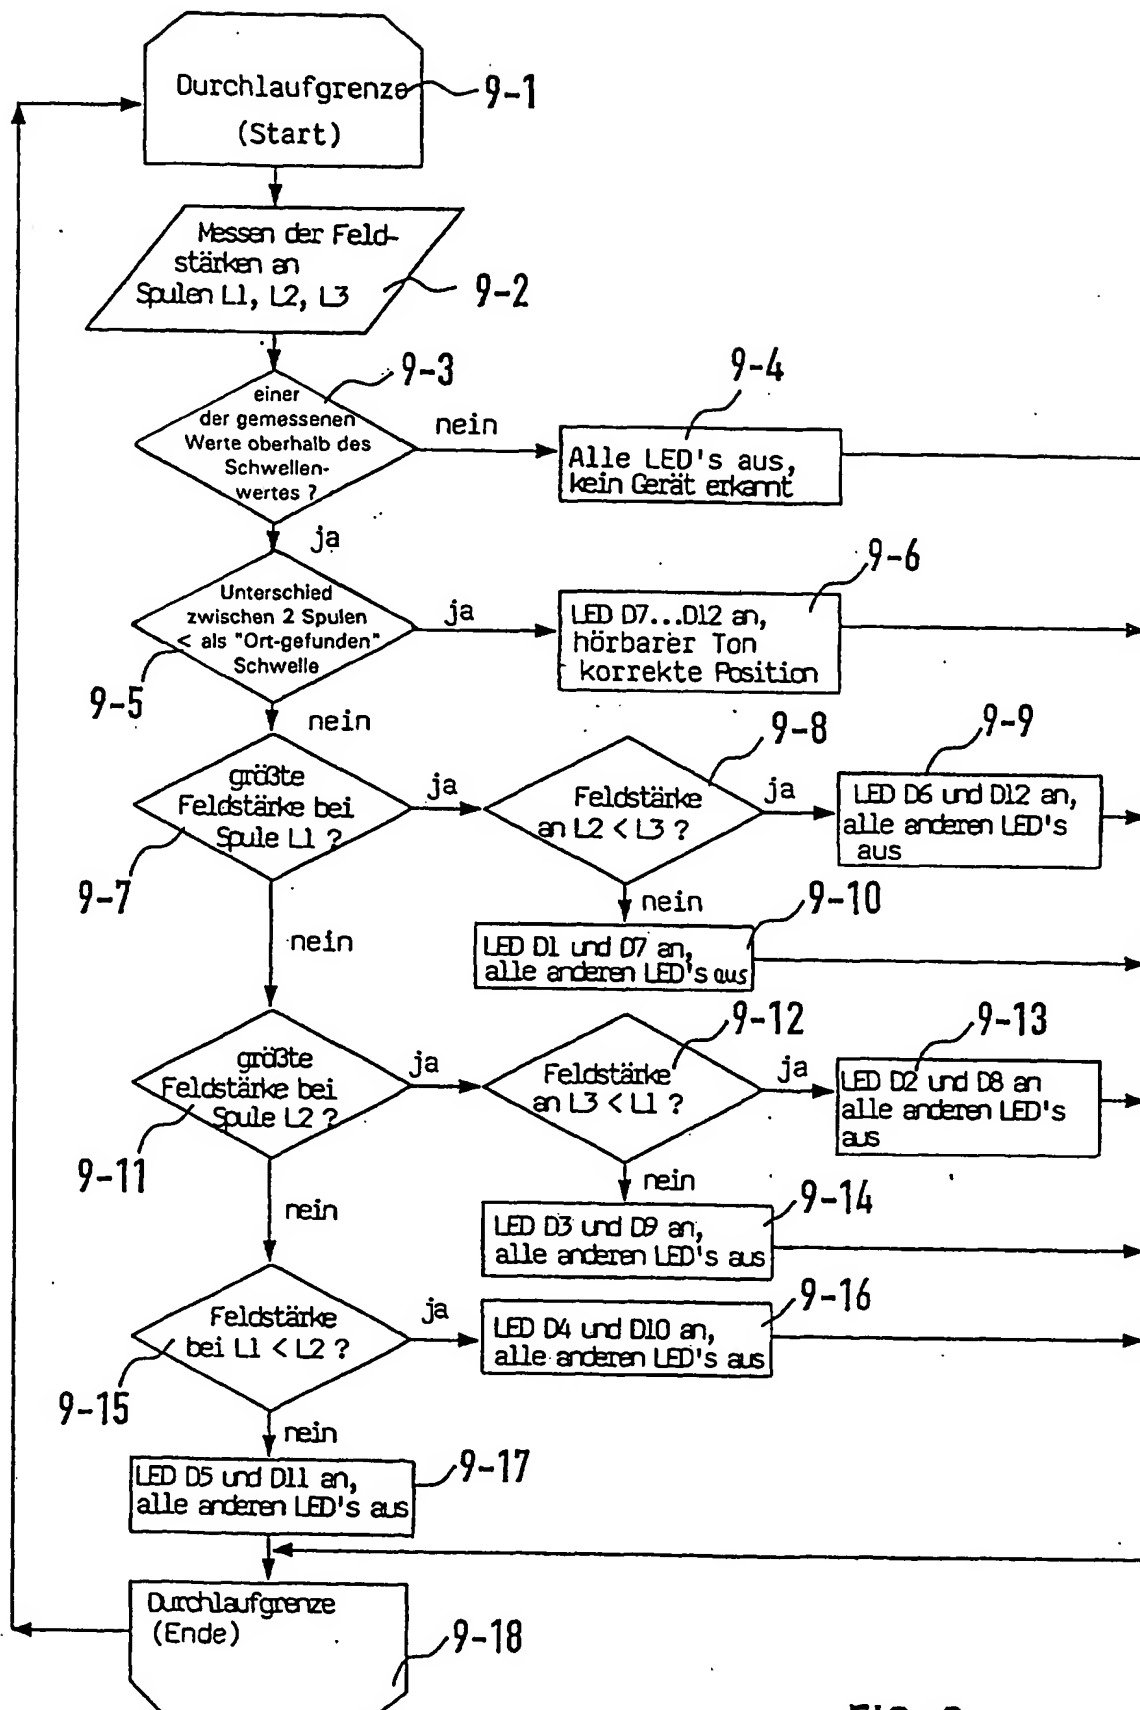 Durchlaufgrenze
(Start)
9-1
Messen der Feld-
stärken an
Spulen L1, L2, L3
9-2
9-3
einer
der gemessenen
Werte oberhalb des
Schwellen-
wertes ?
nein
9-4
Alle LED's aus,
kein Gerät erkannt
ja
Unterschied
zwischen 2 Spulen
< als "Ort-gefunden"
Schwelle
9-5
ja
9-6
LED D7...D12 an,
hörbarer Ton
korrekte Position
nein
größte
Feldstärke bei
Spule L1 ?
9-7
ja
9-8
Feldstärke
an L2 < L3 ?
ja
9-9
LED D6 und D12 an,
alle anderen LED's
aus
nein
9-10
LED D1 und D7 an,
alle anderen LED's aus
nein
größte
Feldstärke bei
Spule L2 ?
9-11
ja
9-12
Feldstärke
an L3 < L1 ?
ja
9-13
LED D2 und D8 an
alle anderen LED's
aus
nein
9-14
LED D3 und D9 an,
alle anderen LED's aus
nein
Feldstärke
bei L1 < L2 ?
9-15
ja
9-16
LED D4 und D10 an,
alle anderen LED's aus
nein
9-17
LED D5 und D11 an,
alle anderen LED's aus
Durchlaufgrenze
(Ende)
9-18